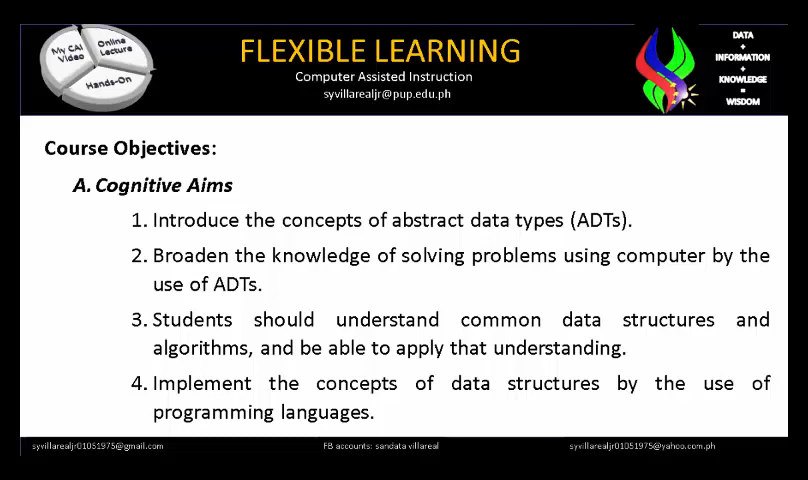 My CAI
Video
Online
Lecture
Hands-On
FLEXIBLE LEARNING
Computer Assisted Instruction
syvillarealjr@pup.edu.ph
DATA
+
INFORMATION
+
KNOWLEDGE
=
WISDOM
Course Objectives:
A. Cognitive Aims
1. Introduce the concepts of abstract data types (ADTs).
2. Broaden the knowledge of solving problems using computer by the
use of ADTs.
3. Students should understand common data structures and
algorithms, and be able to apply that understanding.
4. Implement the concepts of data structures by the use of
programming languages.
syvillarealjr01051975@gmail.com
FB accounts: sandata villareal
syvillarealjr01051975@yahoo.com.ph